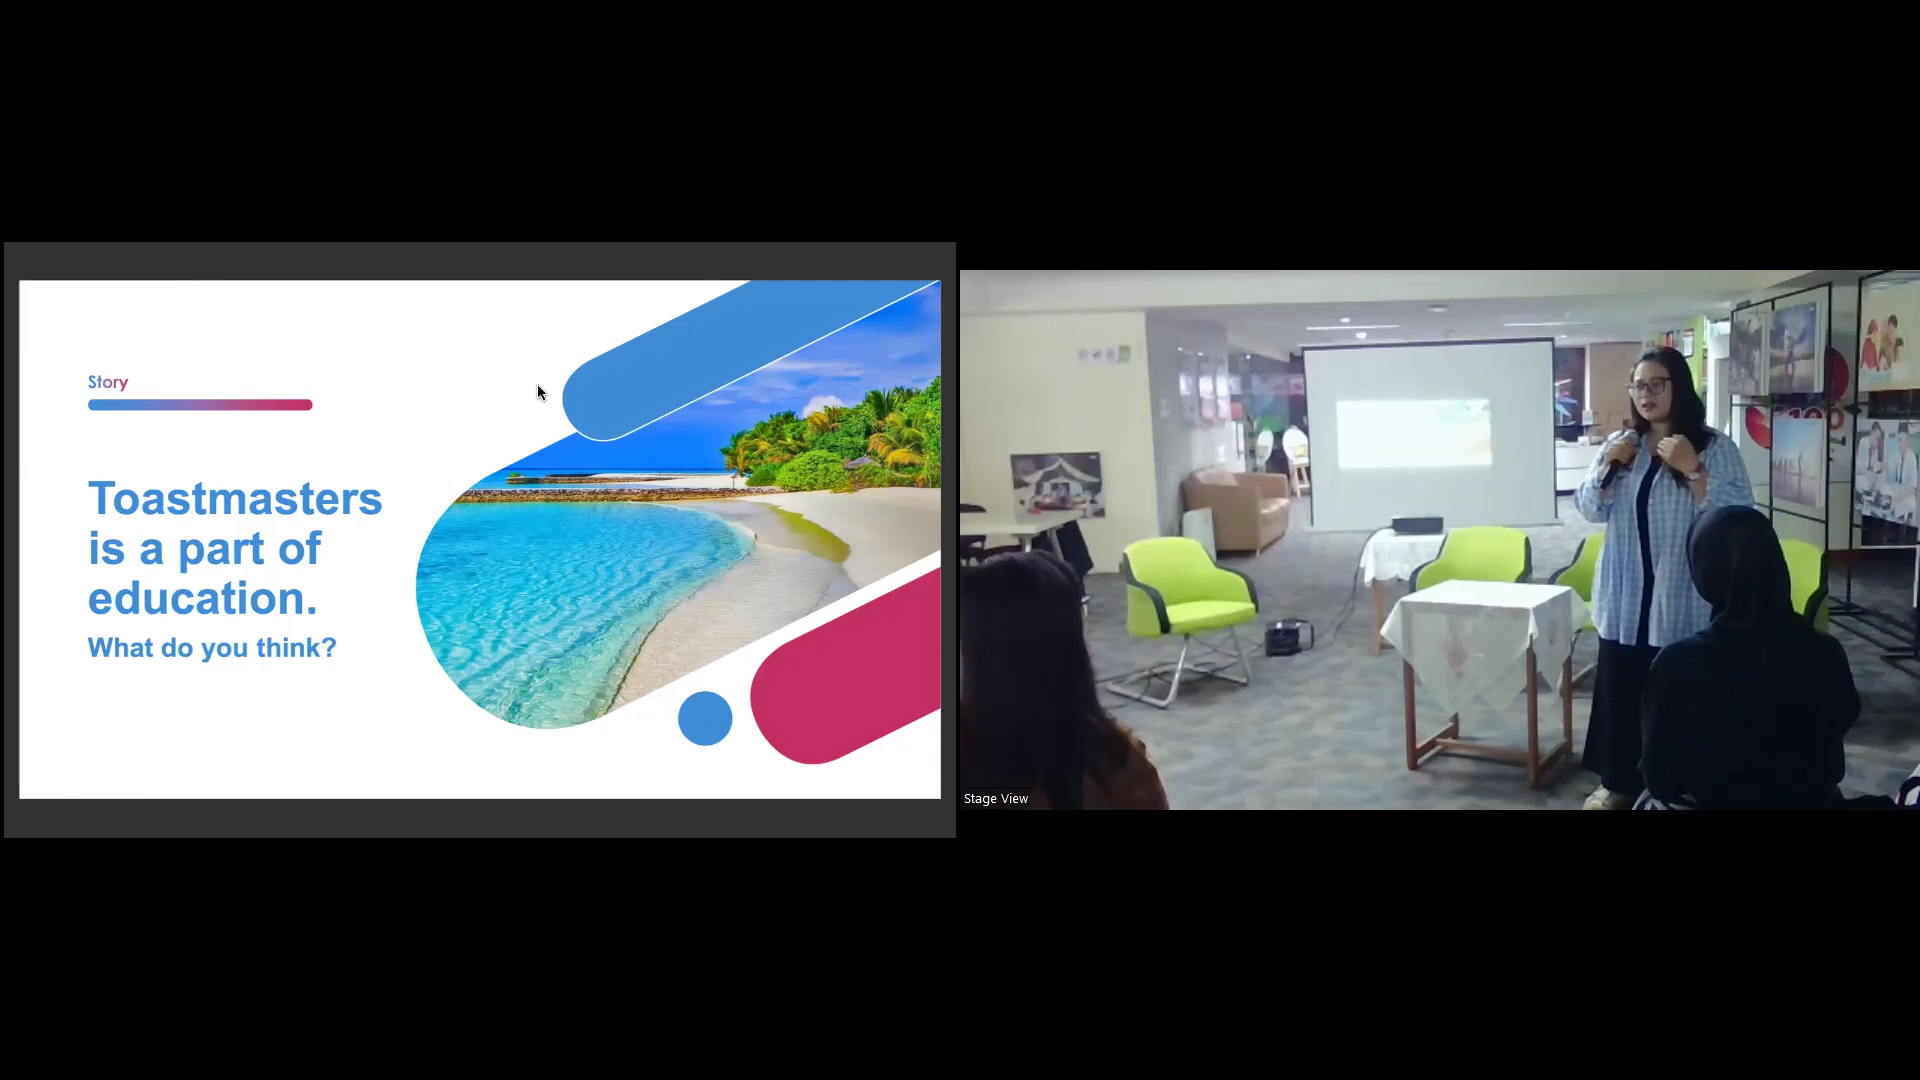 Story
Toastmasters
is a part of
education.
What do you think?
Stage View